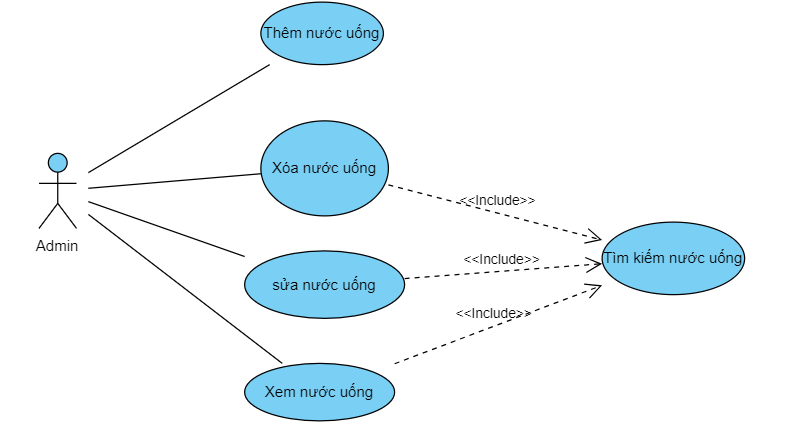 Thêm nước uống
Xóa nước uống
<<Include>>
Admin
Tìm kiếm nước uống
<<Include>>
sửa nước uống
<<Include>>
Xem nước uống